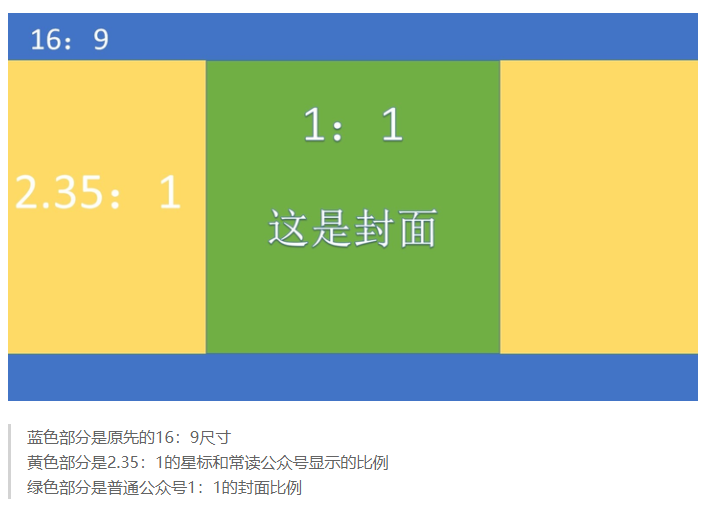 16：9
1：1
2.35：1
这是封面
蓝色部分是原先的16：9尺寸
黄色部分是2.35：1的星标和常读公众号显示的比例
绿色部分是普通公众号1：1的封面比例